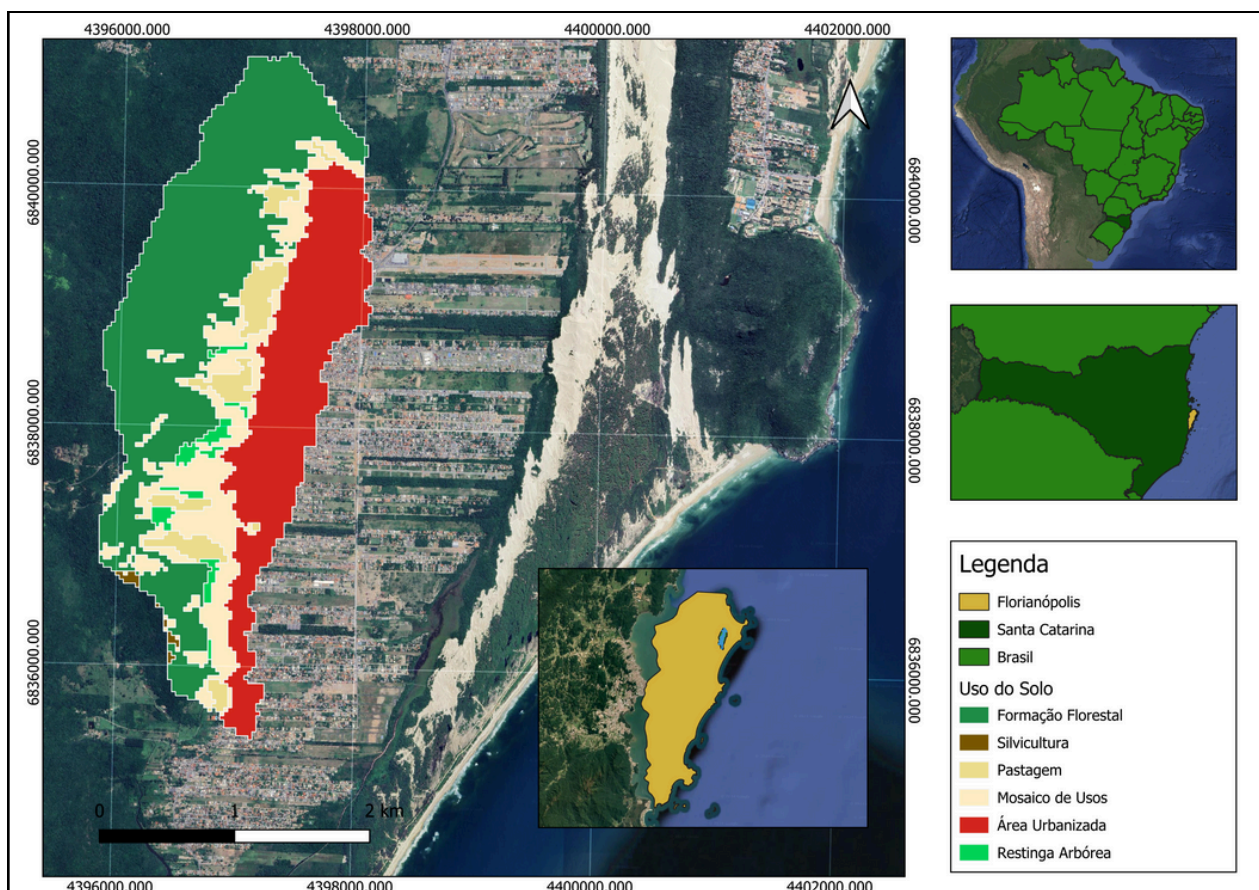 4396000.000
4398000.000
4400000.000
4402000.000
6840000.000
6840000.000
6838000.000
6838000.000
6836000.000
6836000.000
0
1
2 km
4396000.000
4398000.000
4400000.000
4402000.000
Legenda
Florianópolis
Santa Catarina
Brasil
Uso do Solo
Formação Florestal
Silvicultura
Pastagem
Mosaico de Usos
Área Urbanizada
Restinga Arbórea